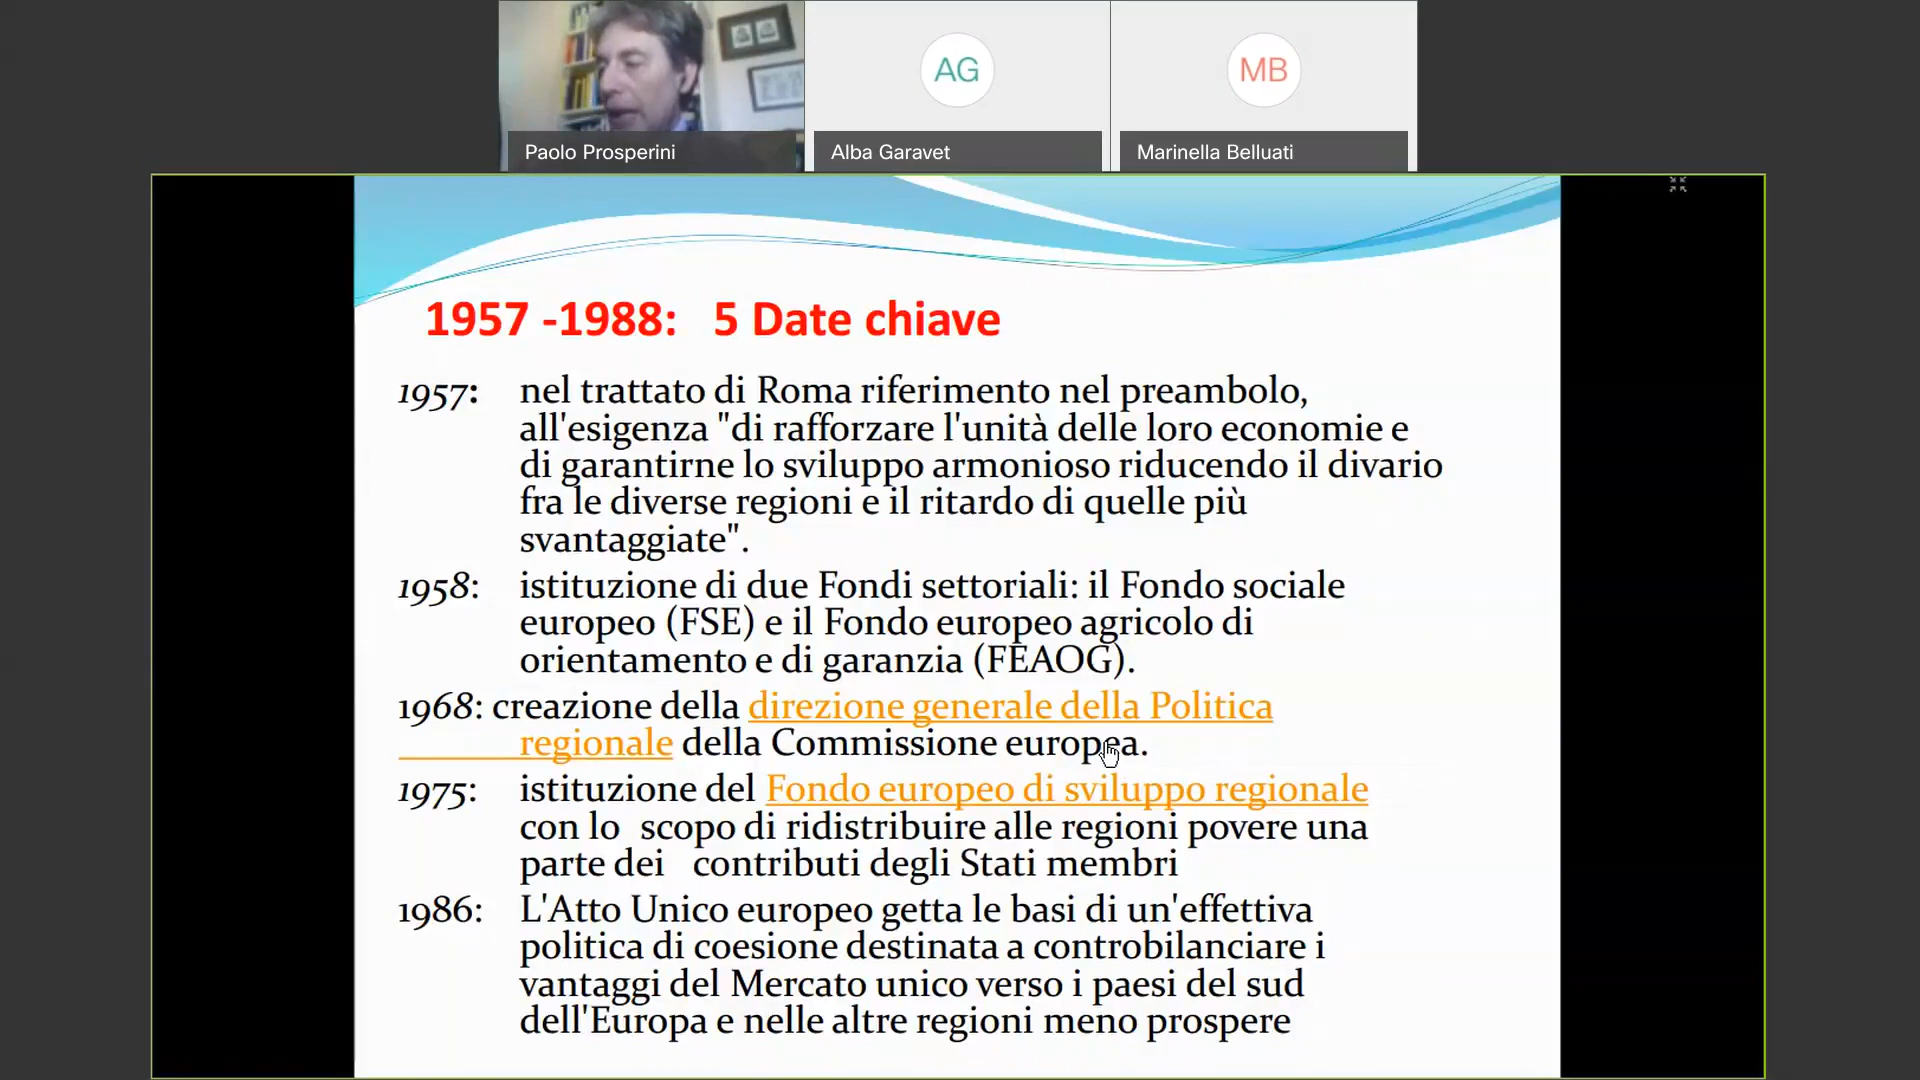 AG
MB
Paolo Prosperini
Alba Garavet
Marinella Belluati
1957 -1988: 5 Date chiave
1957: nel trattato di Roma riferimento nel preambolo,
all'esigenza "di rafforzare l'unità delle loro economie e
di garantirne lo sviluppo armonioso riducendo il divario
fra le diverse regioni e il ritardo di quelle più
svantaggiate".
1958: istituzione di due Fondi settoriali: il Fondo sociale
europeo (FSE) e il Fondo europeo agricolo di
orientamento e di garanzia (FEAOG).
1968: creazione della direzione generale della Politica
regionale della Commissione europea.
1975: istituzione del Fondo europeo di sviluppo regionale
con lo scopo di ridistribuire alle regioni povere una
parte dei contributi degli Stati membri
1986: L'Atto Unico europeo getta le basi di un'effettiva
politica di coesione destinata a controbilanciare i
vantaggi del Mercato unico verso i paesi del sud
dell'Europa e nelle altre regioni meno prospere